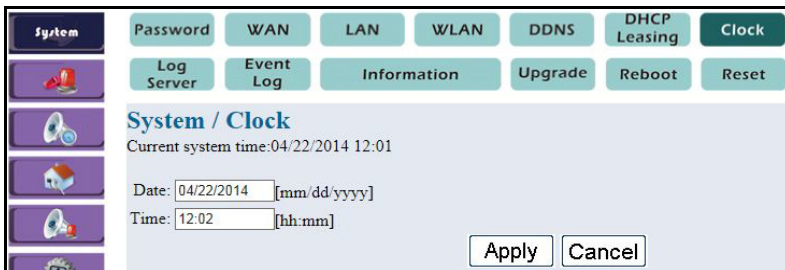 System
Password WAN LAN WLAN DDNS DHCP Leasing Clock
Log Server Event Log Information Upgrade Reboot Reset
System / Clock
Current system time:04/22/2014 12:01
Date: 04/22/2014 [mm/dd/yyyy]
Time: 12:02 [hh:mm]
Apply Cancel